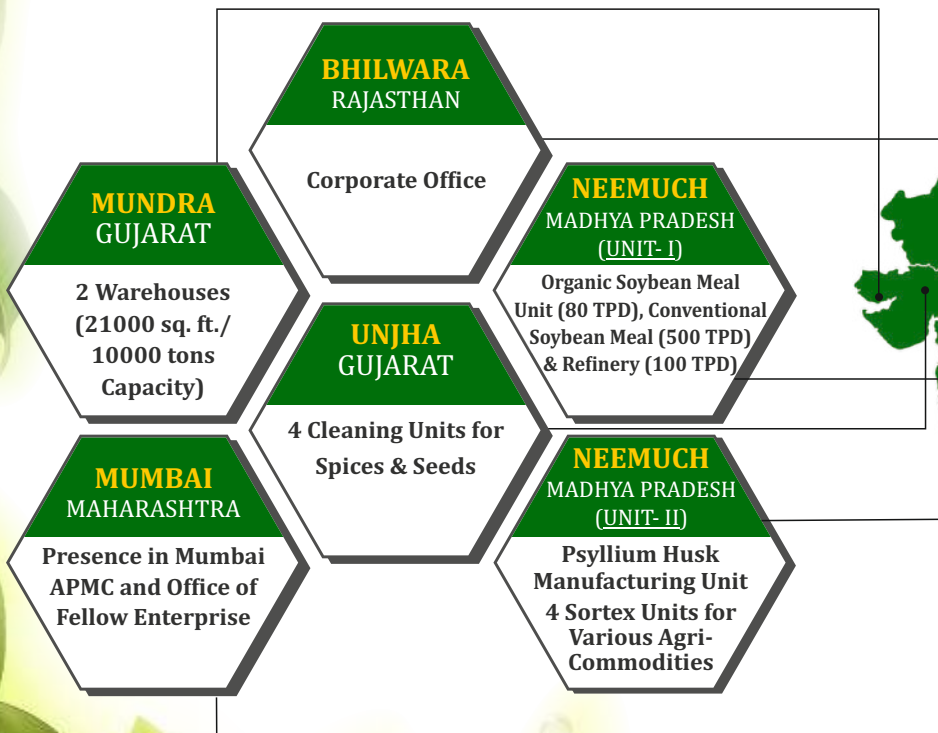 BHILWARA
RAJASTHAN
Corporate Office
MUNDRA
GUJARAT
2 Warehouses
(21000 sq. ft./
10000 tons
Capacity)
NEEMUCH
MADHYA PRADESH
(UNIT- I)
Organic Soybean Meal
Unit (80 TPD), Conventional
Soybean Meal (500 TPD)
& Refinery (100 TPD)
UNJHA
GUJARAT
4 Cleaning Units for
Spices & Seeds
MUMBAI
MAHARASHTRA
Presence in Mumbai
APMC and Office of
Fellow Enterprise
NEEMUCH
MADHYA PRADESH
(UNIT- II)
Psyllium Husk
Manufacturing Unit
4 Sortex Units for
Various Agri-
Commodities